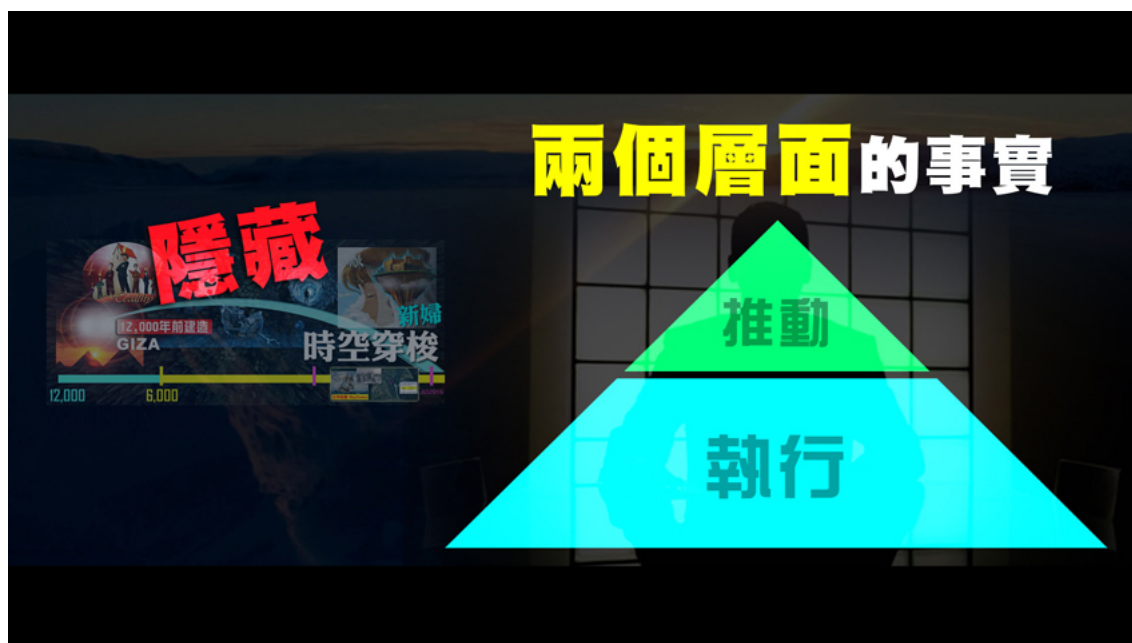 兩個層面的事實
隱藏
12,000年前建造
GIZA
新婦
時空穿梭
12,000
6,000
推動
執行